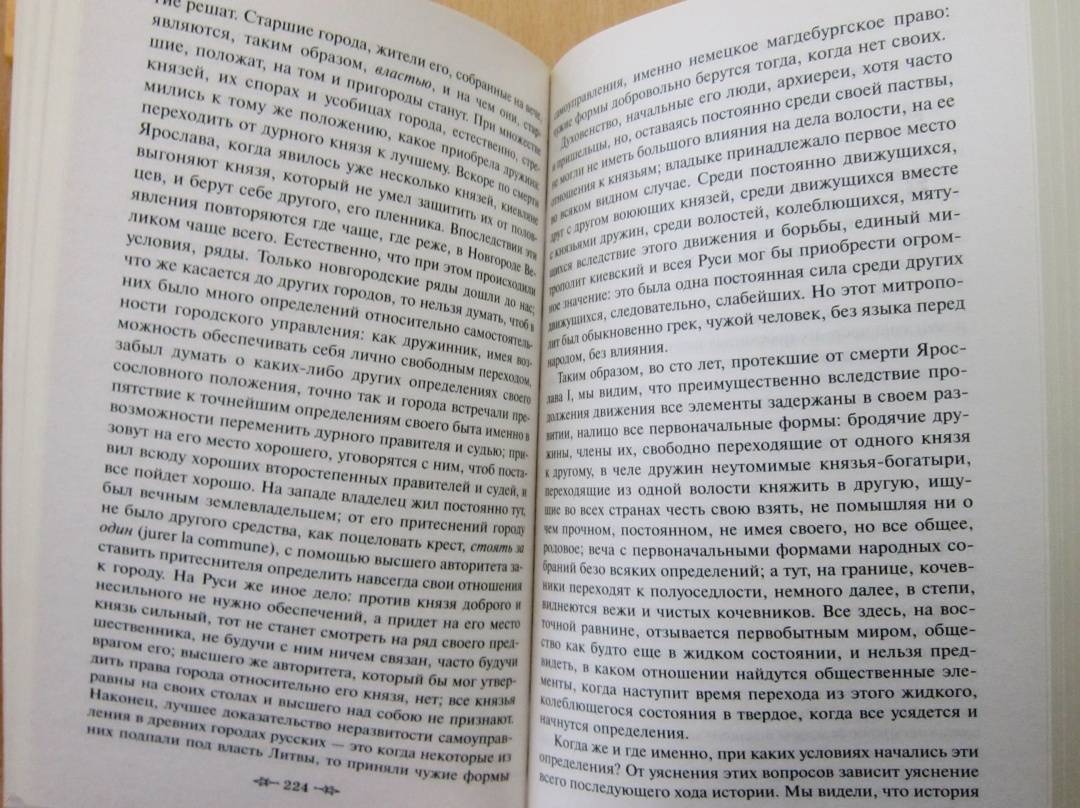 тие решат. Старшие города, жители его, собранные на вече,
являются, таким образом, властью, и на чем они, стар-
шие, положат, на том и пригороды станут. При множестве
князей, их спорах и усобицах города, естественно, стре-
мились к тому же положению, какое приобрела дружина:
переходить от дурного князя к лучшему. Вскоре по смерти
Ярослава, когда явилось уже несколько князей, киевляне
выгоняют князя, который не умел защитить их от полов-
цев, и берут себе другого, его пленника. Впоследствии эти
явления повторяются где чаще, где реже, в Новгороде Ве-
ликом чаще всего. Естественно, что при этом происходили
условия, ряды. Только новгородские ряды дошли до нас;
что же касается до других городов, то нельзя думать, чтоб в
них было много определений относительно самостоятель-
ности городского управления: как дружинник, имея воз-
можность обеспечивать себя лично свободным переходом,
забыл думать о каких-либо других определениях своего
сословного положения, точно так и города встречали пре-
пятствие к точнейшим определениям своего быта именно в
возможности переменить дурного правителя и судью; при-
зовут на его место хорошего, уговорятся с ним, чтоб поста-
вил всюду хороших второстепенных правителей и судей, и
все пойдет хорошо. На западе владелец жил постоянно тут,
был вечным землевладельцем; от его притеснений городу
не было другого средства, как поцеловать крест, стоять за
один (jurer la commune), с помощью высшего авторитета за-
ставить притеснителя определить навсегда свои отношения
к городу. На Руси же иное дело: против князя доброго и
несильного не нужно обеспечений, а придет на его место
князь сильный, тот не станет смотреть на ряд своего пред-
шественника, не будучи с ним ничем связан, часто будучи
врагом его; высшего же авторитета, который бы мог утвер-
дить права города относительно его князя, нет; все князья
равны на своих столах и высшего над собою не признают.
Наконец, лучшее доказательство неразвитости самоуправ-
ления в древних городах русских — это когда некоторые из
них подпали под власть Литвы, то приняли чужие формы
224
самоуправления, именно немецкое магдебургское право:
чужие формы добровольно берутся тогда, когда нет своих.
Духовенство, начальные его люди, архиереи, хотя часто
и пришельцы, но, оставаясь постоянно среди своей паствы,
не могли не иметь большого влияния на дела волости, на ее
отношения к князьям; владыке принадлежало первое место
во всяком видном случае. Среди постоянно движущихся,
друг с другом воюющих князей, среди движущихся вместе
с князьями дружин, среди волостей, колеблющихся, мяту-
щихся вследствие этого движения и борьбы, единый ми-
трополит киевский и всея Руси мог бы приобрести огром-
ное значение: это была одна постоянная сила среди других
движущихся, следовательно, слабейших. Но этот митропо-
лит был обыкновенно грек, чужой человек, без языка перед
народом, без влияния.
Таким образом, во сто лет, протекшие от смерти Ярос-
лава I, мы видим, что преимущественно вследствие про-
должения движения все элементы задержаны в своем раз-
витии, налицо все первоначальные формы: бродячие дру-
жины, члены их, свободно переходящие от одного князя
к другому, в челе дружин неутомимые князья-богатыри,
переходящие из одной волости княжить в другую, ищу-
щие во всех странах честь свою взять, не помышляя ни о
чем прочном, постоянном, не имея своего, но все общее,
родовое; веча с первоначальными формами народных со-
браний безо всяких определений; а тут, на границе, кочев-
ники переходят к полуоседлости, немного далее, в степи,
виднеются вежи и чистых кочевников. Все здесь, на вос-
точной равнине, отзывается первобытным миром, обще-
ство как будто еще в жидком состоянии, и нельзя пред-
видеть, в каком отношении найдутся общественные эле-
менты, когда наступит время перехода из этого жидкого,
колеблющегося состояния в твердое, когда все усядется и
начнутся определения.
Когда же и где именно, при каких условиях начались эти
определения? От уяснения этих вопросов зависит уяснение
всего последующего хода истории. Мы видели, что история